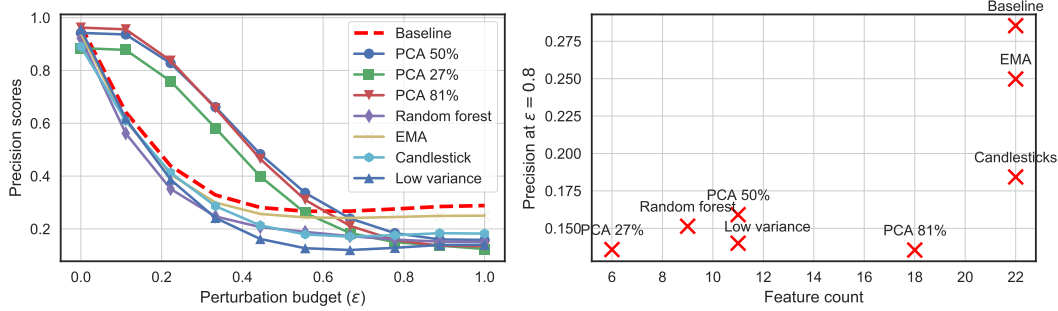 1.0
0.8
0.6
0.4
0.2
Precision scores
0.0
0.2
0.4
0.6
0.8
1.0
Perturbation budget (ε)
Baseline
PCA 50%
PCA 27%
PCA 81%
Random forest
EMA
Candlestick
Low variance
0.275
0.250
0.225
0.200
0.175
0.150
Precision at ε = 0.8
6
8
10
12
14
16
18
20
22
Feature count
Baseline
EMA
Candlesticks
PCA 50%
Random forest
Low variance
PCA 27%
PCA 81%